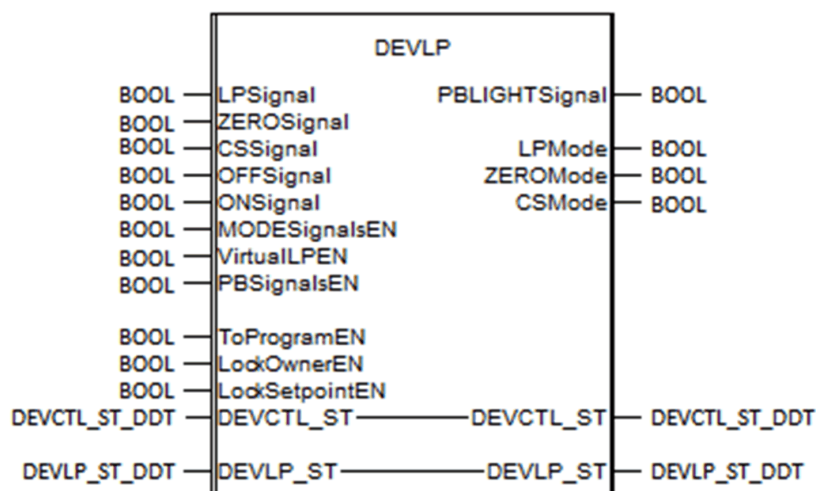 DEVLP
BOOL LPSignal PBLIGHTSignal BOOL
BOOL ZEROSignal
BOOL CSSignal LPMode BOOL
BOOL OFFSignal ZEROMode BOOL
BOOL ONSignal CSMode BOOL
BOOL MODESignalsEN
BOOL VirtualLPEN
BOOL PBSignalsEN
BOOL ToProgramEN
BOOL LockOwnerEN
BOOL LockSetpointEN
DEVCTL_ST_DDT DEVCTL_ST DEVCTL_ST DEVCTL_ST_DDT
DEVLP_ST_DDT DEVLP_ST DEVLP_ST DEVLP_ST_DDT